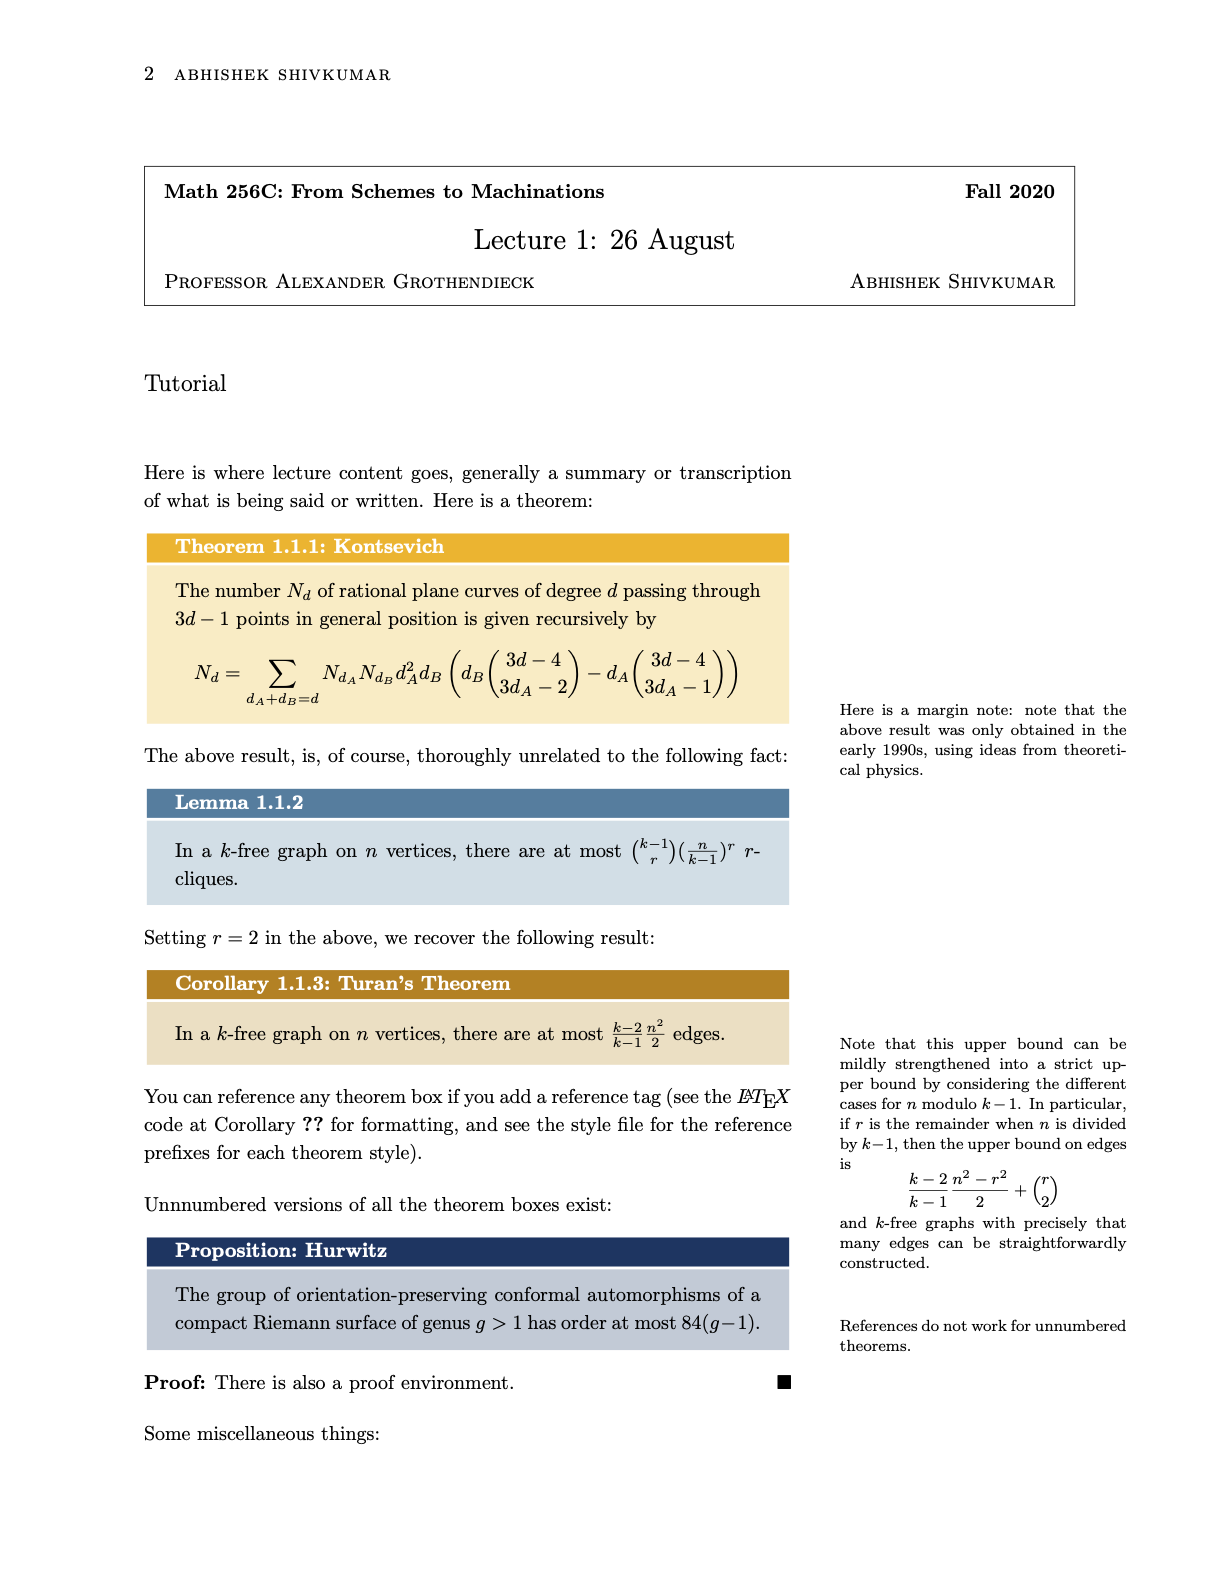 2 ABHISHEK SHIVKUMAR
Math 256C: From Schemes to Machinations Fall 2020
Lecture 1: 26 August
Professor Alexander Grothendieck Abhishek Shivkumar
Tutorial
Here is where lecture content goes, generally a summary or transcription
of what is being said or written. Here is a theorem:
Theorem 1.1.1: Kontsevich
The number $N_d$ of rational plane curves of degree $d$ passing through
$3d-1$ points in general position is given recursively by
$N_d = \sum_{d_A+d_B=d} N_{d_A} N_{d_B} d_A^2 d_B \left( d_B \binom{3d-4}{3d_A-2} - d_A \binom{3d-4}{3d_A-1} \right)$
Here is a margin note: note that the
above result was only obtained in the
early 1990s, using ideas from theoreti-
cal physics.
The above result, is, of course, thoroughly unrelated to the following fact:
Lemma 1.1.2
In a $k$-free graph on $n$ vertices, there are at most $\binom{k-1}{r}(\frac{n}{k-1})^r$ $r$-
cliques.
Setting $r = 2$ in the above, we recover the following result:
Corollary 1.1.3: Turan's Theorem
In a $k$-free graph on $n$ vertices, there are at most $\frac{k-2}{k-1}\frac{n^2}{2}$ edges.
Note that this upper bound can be
mildly strengthened into a strict up-
per bound by considering the different
cases for $n$ modulo $k-1$. In particular,
if $r$ is the remainder when $n$ is divided
by $k-1$, then the upper bound on edges
is
$\frac{k-2}{k-1}\frac{n^2-r^2}{2} + \binom{r}{2}$
and $k$-free graphs with precisely that
many edges can be straightforwardly
constructed.
You can reference any theorem box if you add a reference tag (see the LATEX
code at Corollary ?? for formatting, and see the style file for the reference
prefixes for each theorem style).
Unnnumbered versions of all the theorem boxes exist:
Proposition: Hurwitz
The group of orientation-preserving conformal automorphisms of a
compact Riemann surface of genus $g > 1$ has order at most $84(g-1)$.
References do not work for unnumbered
theorems.
Proof: There is also a proof environment. ■
Some miscellaneous things: